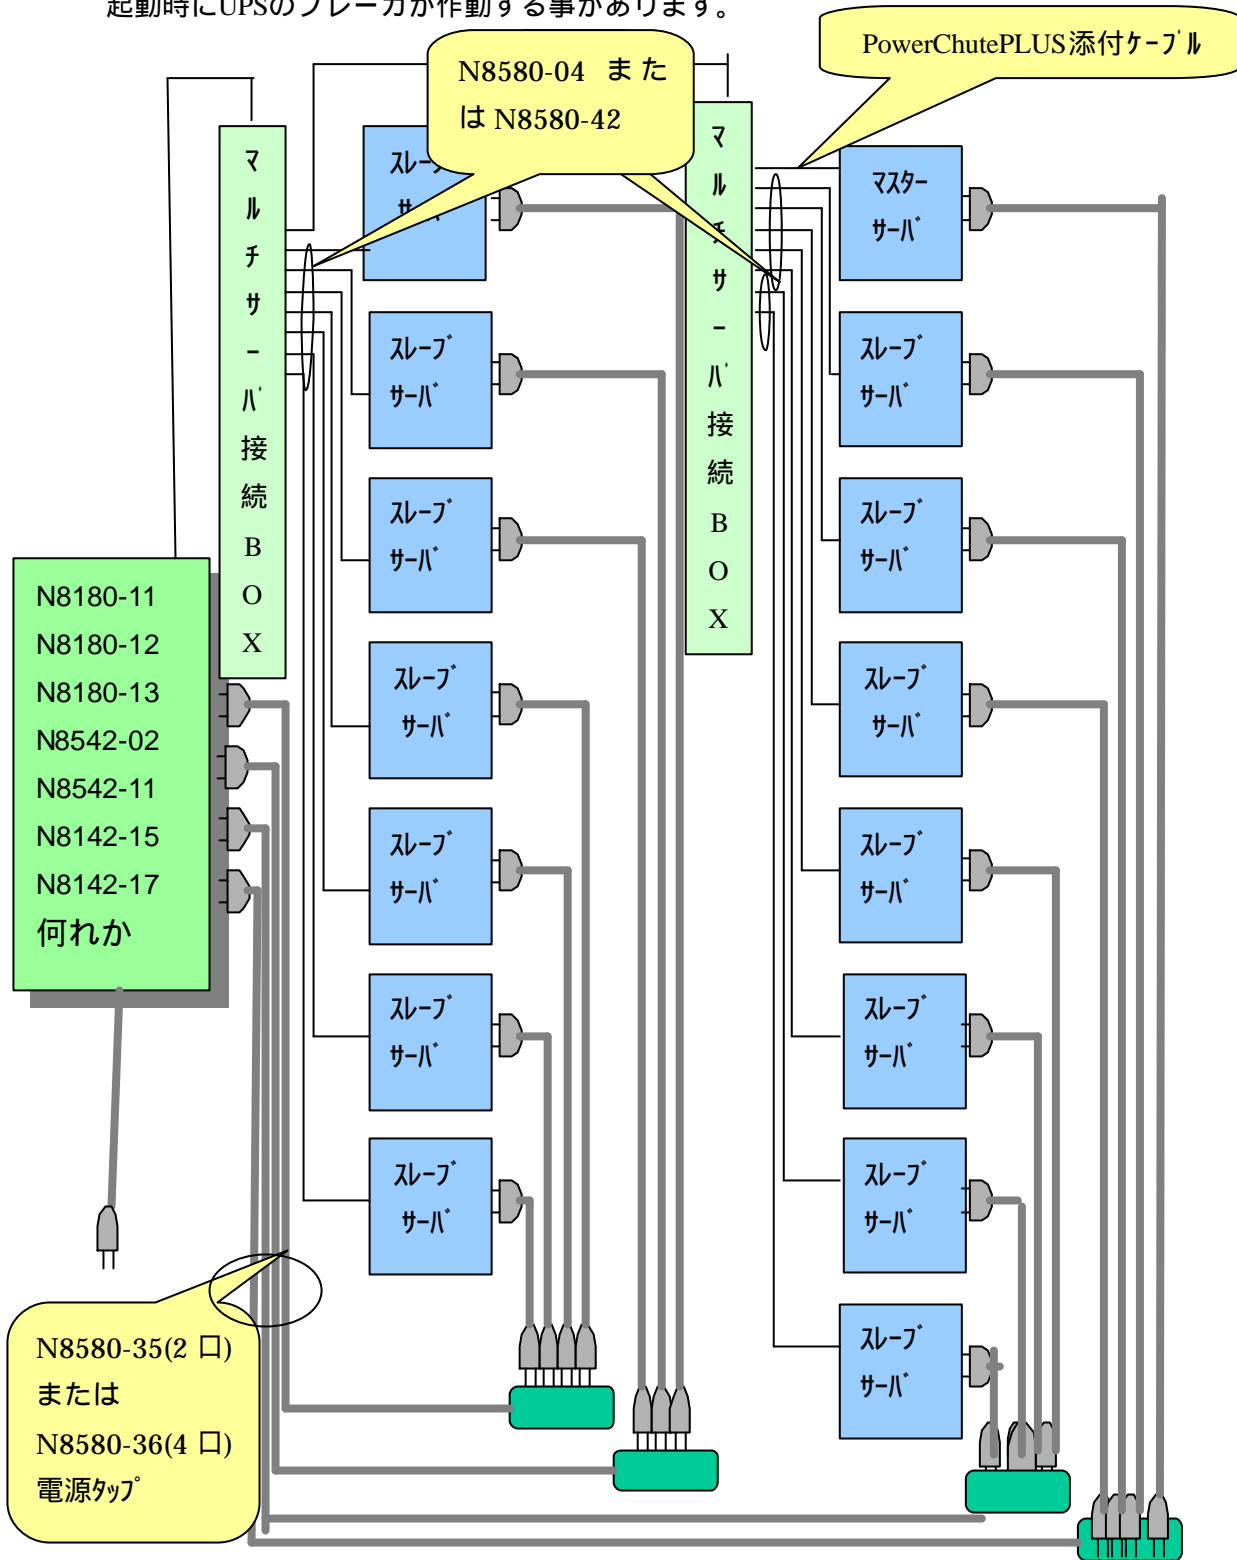 起動時にUPSのブレーカが作動する事があります。
N8580-04 また
は N8580-42
PowerChutePLUS添付ｹｰﾌﾞﾙ
マルチサーバ接続BOX
ｽﾚｰﾌﾞ
ｻｰﾊﾞ
マルチサーバ接続BOX
ﾏｽﾀｰ
ｻｰﾊﾞ
ｽﾚｰﾌﾞ
ｻｰﾊﾞ
ｽﾚｰﾌﾞ
ｻｰﾊﾞ
ｽﾚｰﾌﾞ
ｻｰﾊﾞ
ｽﾚｰﾌﾞ
ｻｰﾊﾞ
N8180-11
N8180-12
N8180-13
N8542-02
N8542-11
N8142-15
N8142-17
何れか
ｽﾚｰﾌﾞ
ｻｰﾊﾞ
ｽﾚｰﾌﾞ
ｻｰﾊﾞ
ｽﾚｰﾌﾞ
ｻｰﾊﾞ
ｽﾚｰﾌﾞ
ｻｰﾊﾞ
ｽﾚｰﾌﾞ
ｻｰﾊﾞ
ｽﾚｰﾌﾞ
ｻｰﾊﾞ
ｽﾚｰﾌﾞ
ｻｰﾊﾞ
ｽﾚｰﾌﾞ
ｻｰﾊﾞ
ｽﾚｰﾌﾞ
ｻｰﾊﾞ
N8580-35(2 口)
または
N8580-36(4 口)
電源ﾀｯﾌﾟ